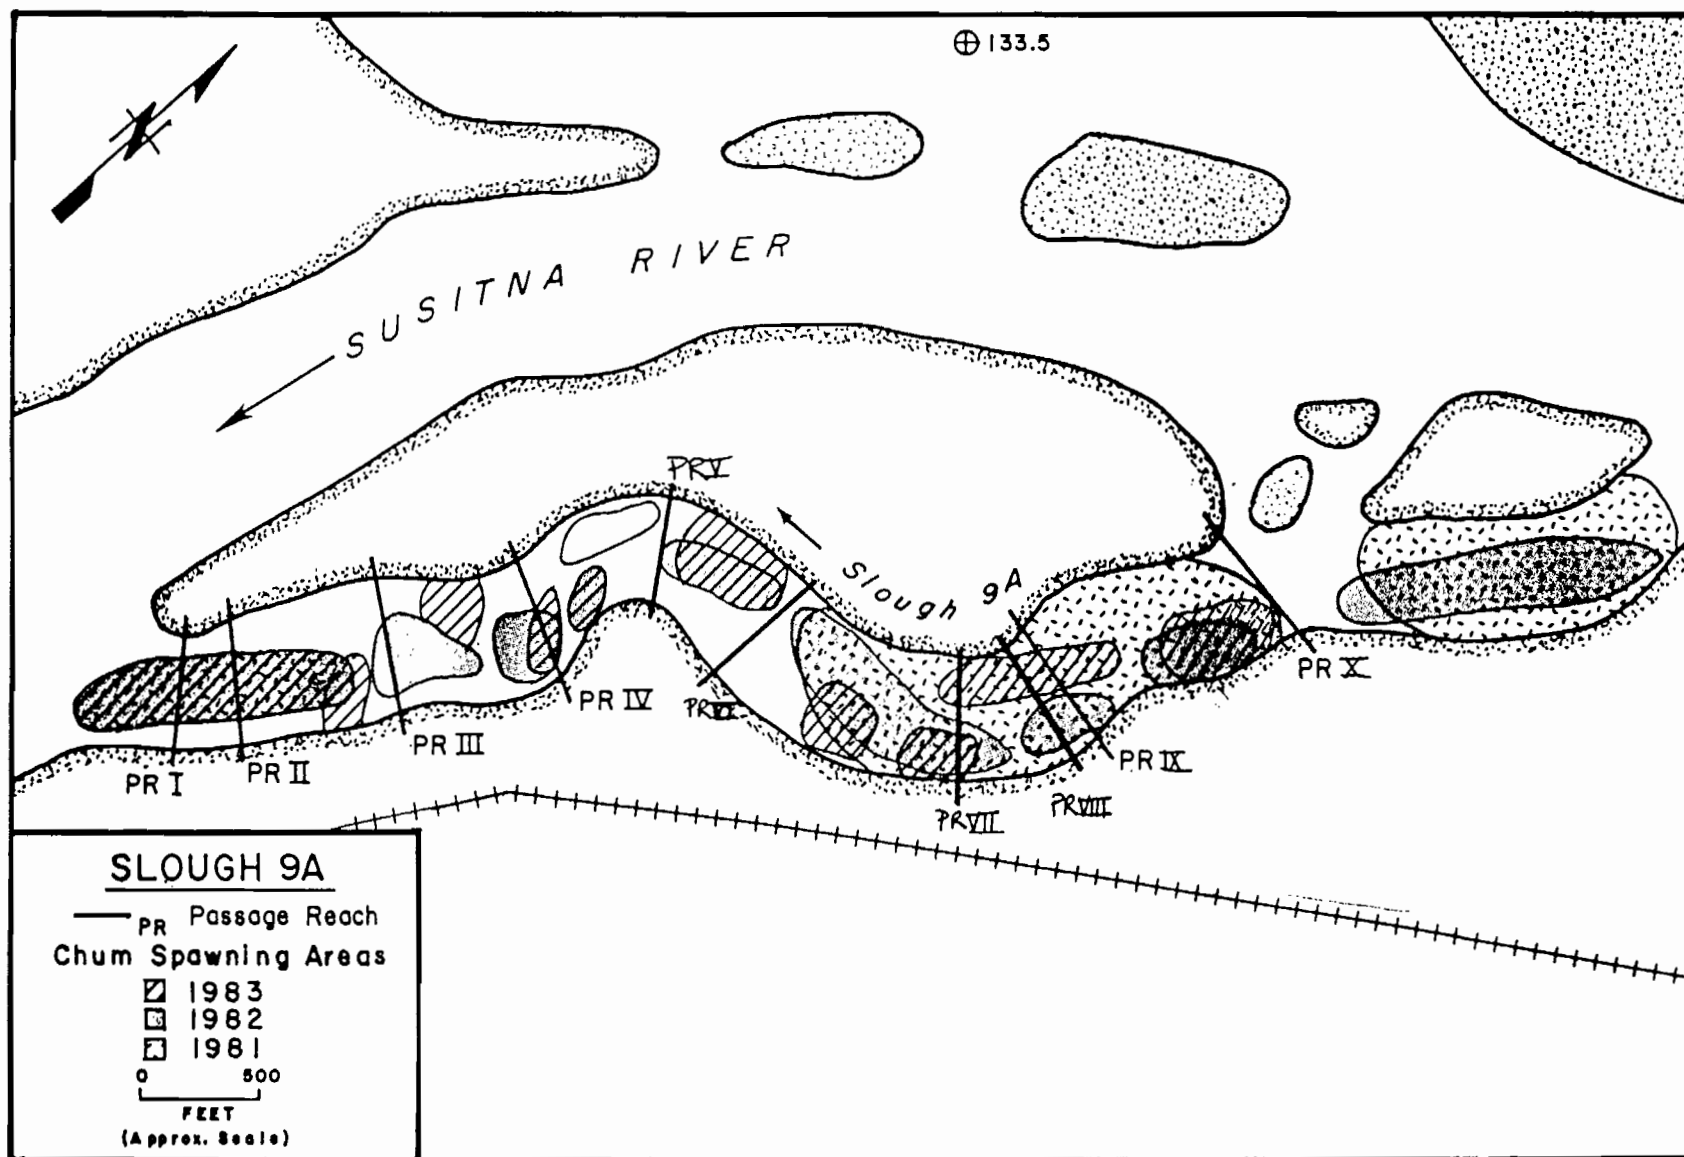 ⊕ 133.5
SUSITNA RIVER
PR V
Slough 9A
PR X
PR IV
PR VI
PR III
PR IX
PR II
PR I
PR VIII
PR VII
SLOUGH 9A
PR Passage Reach
Chum Spawning Areas
1983
1982
1981
0 500
FEET
(Approx. Scale)